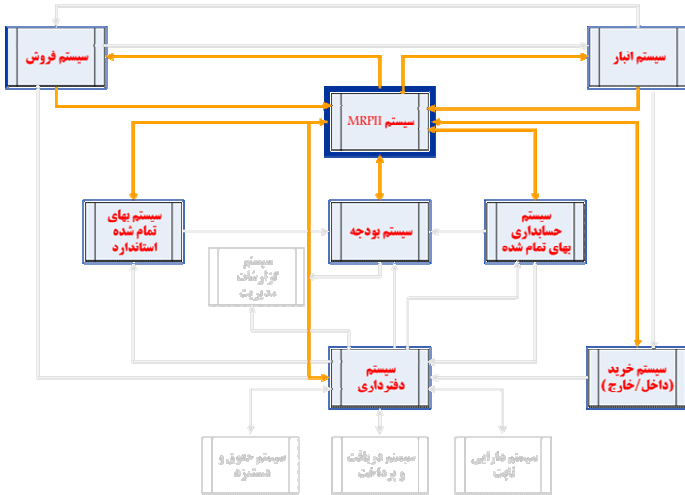 سیستم انبار
سیستم فروش
سیستم MRPII
سیستم
حسابداری
بهای تمام شده
سیستم بودجه
سیستم بهای
تمام شده
استاندارد
سیستم
گزارشات
مدیریت
سیستم خرید
(داخل/خارج)
سیستم
دفترداری
سیستم دارایی
ثابت
سیستم دریافت
و پرداخت
سیستم حقوق و
دستمزد